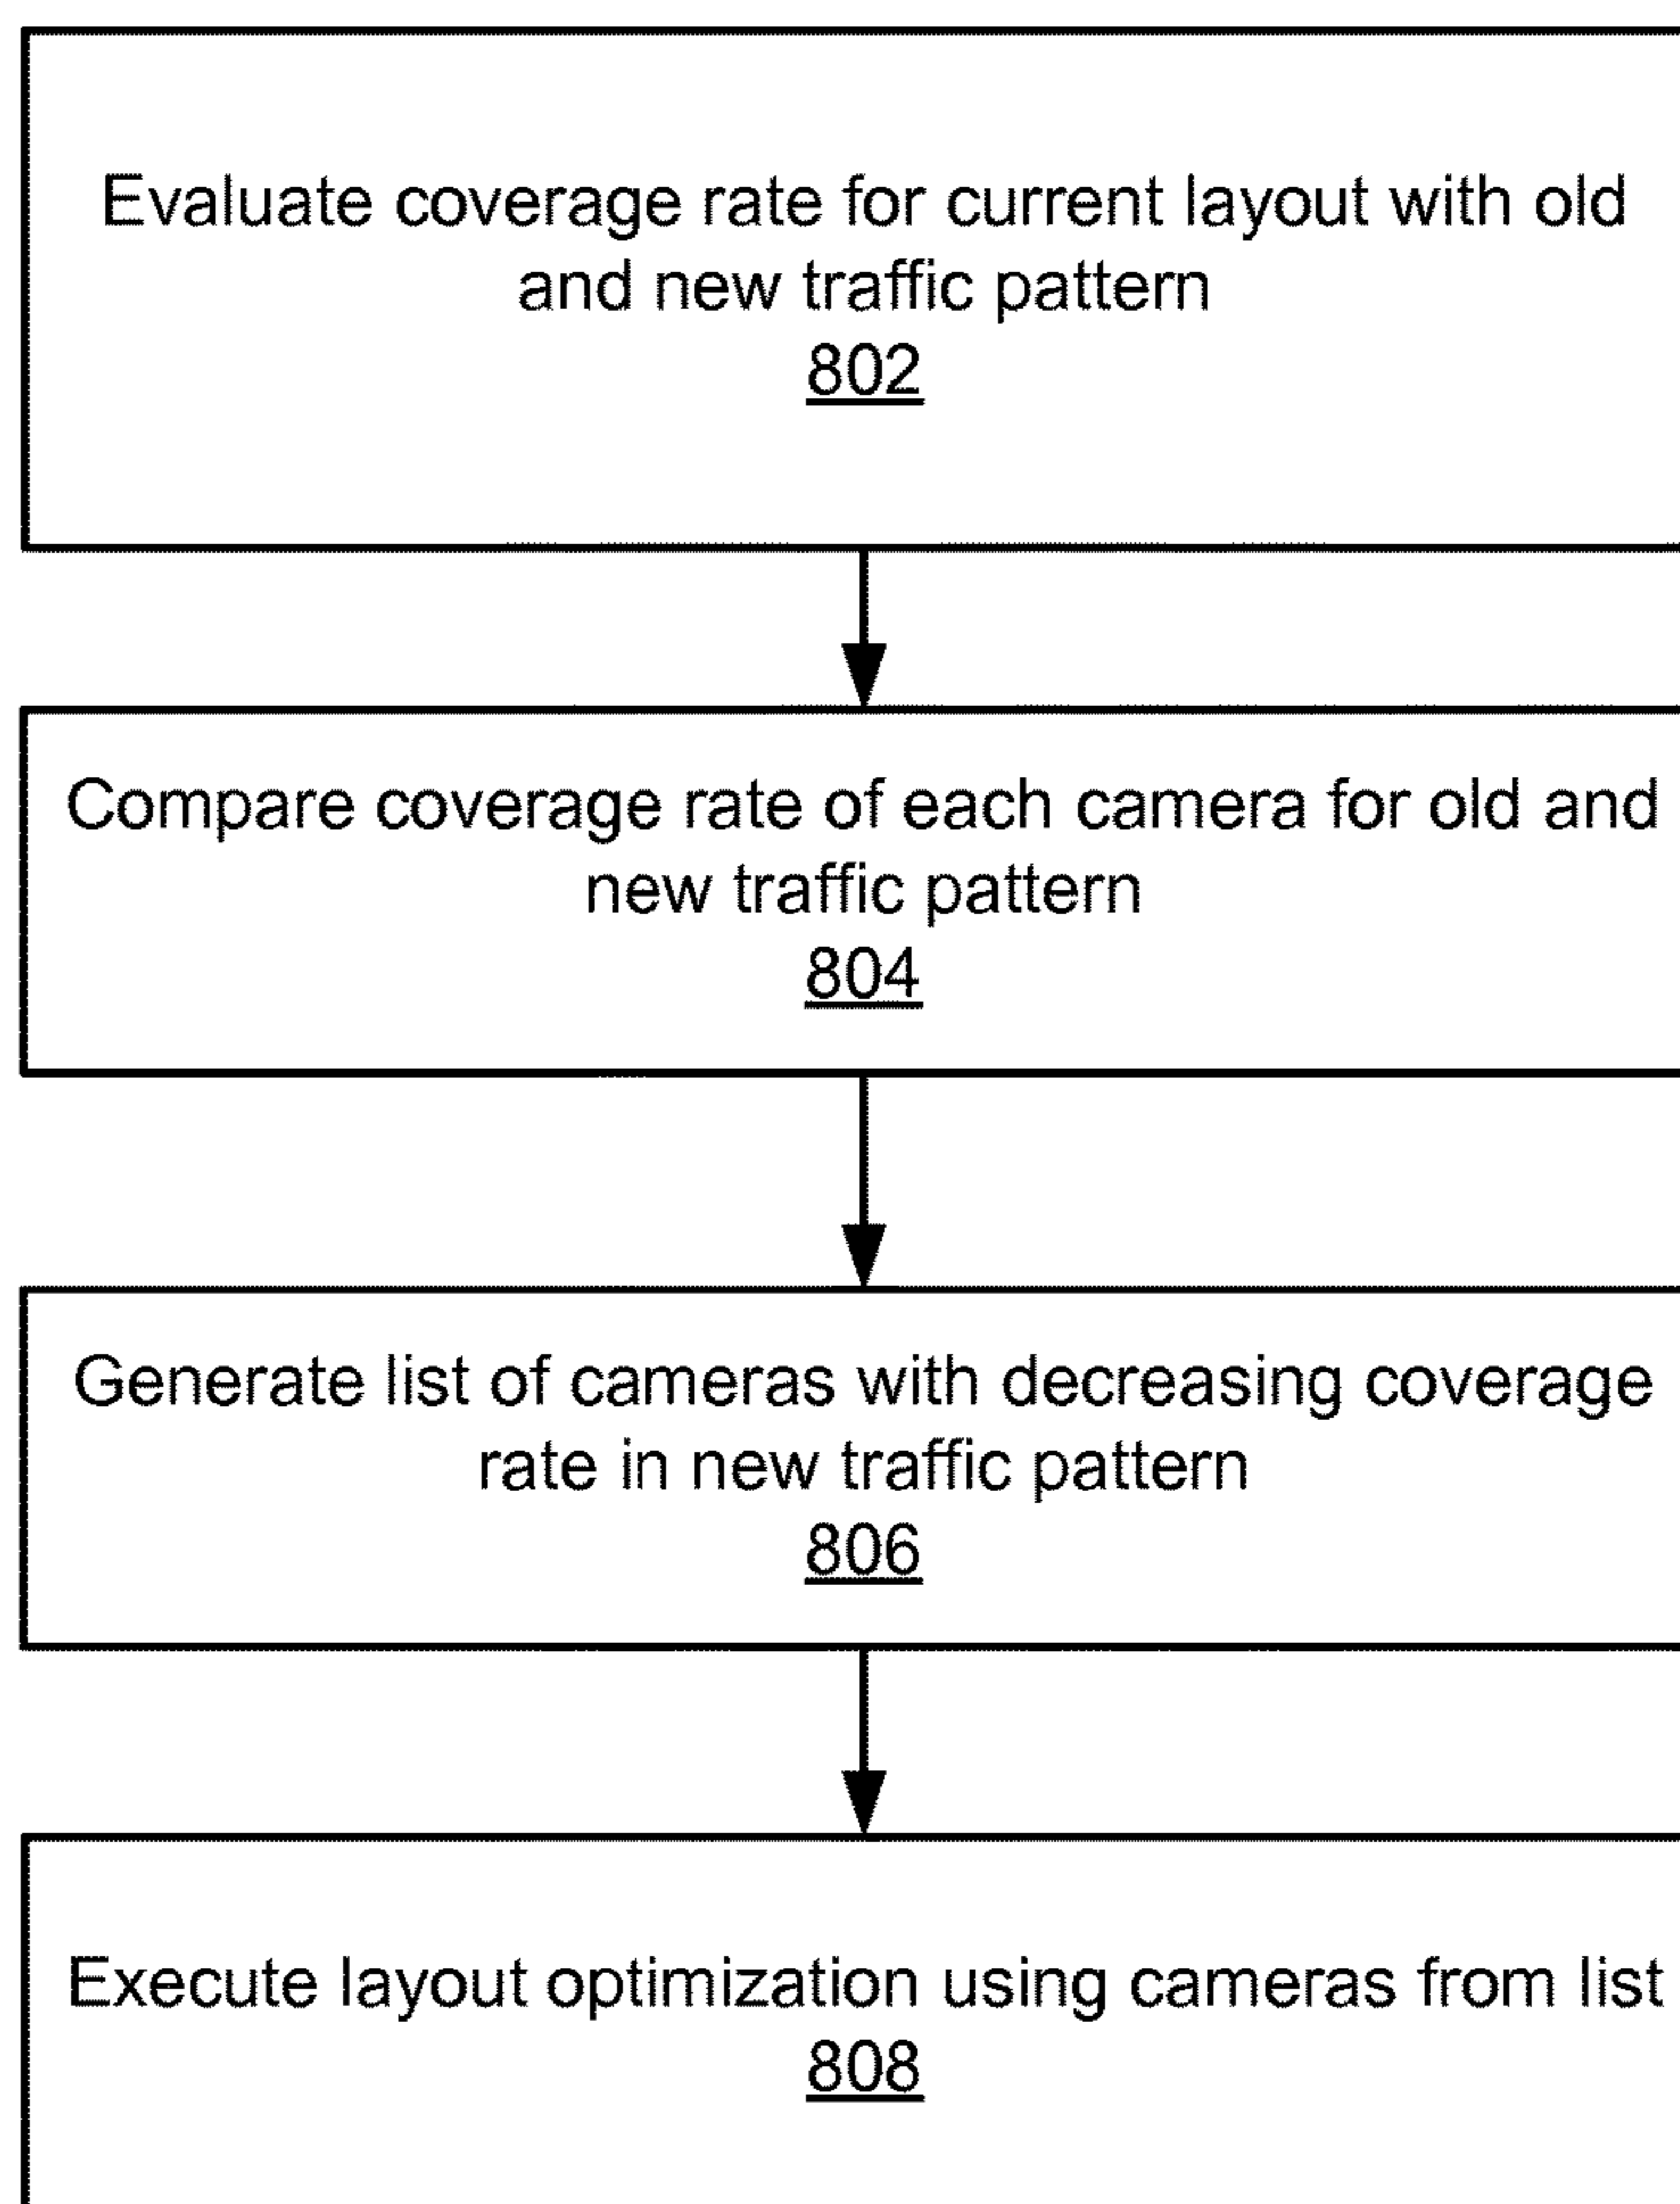 Evaluate coverage rate for current layout with old
and new traffic pattern
802
Compare coverage rate of each camera for old and
new traffic pattern
804
Generate list of cameras with decreasing coverage
rate in new traffic pattern
806
Execute layout optimization using cameras from list
808